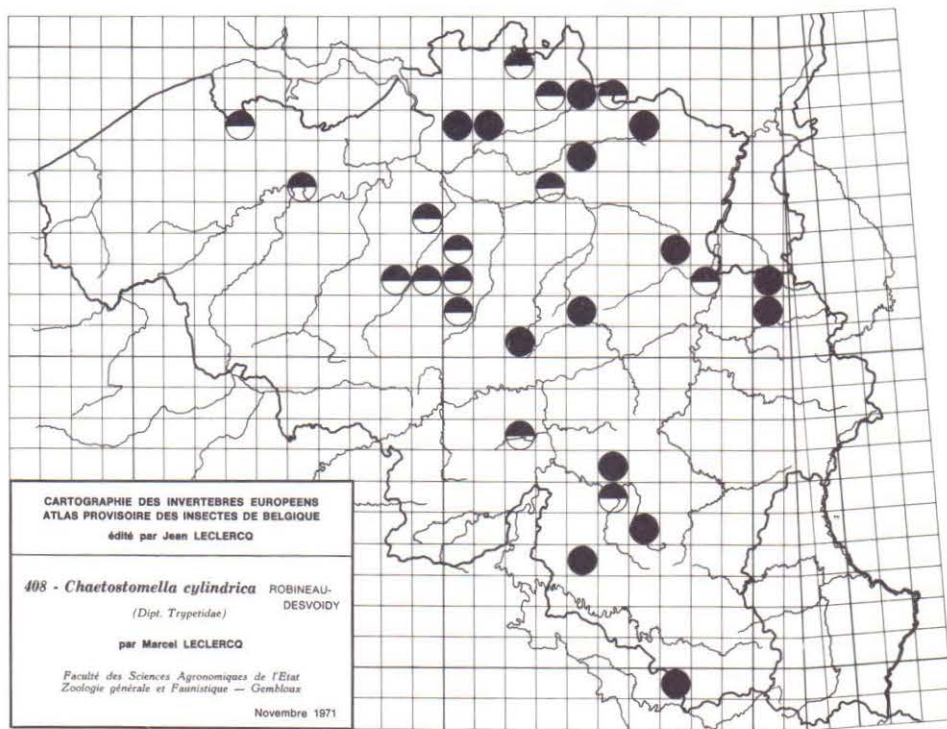 CARTOGRAPHIE DES INVERTEBRES EUROPEENS
ATLAS PROVISOIRE DES INSECTES DE BELGIQUE
édité par Jean LECLERCQ
408 - Chaetostomella cylindrica ROBINEAU-
DESVOIDY
(Dipt. Trypetidae)
par Marcel LECLERCQ
Faculté des Sciences Agronomiques de l'Etat
Zoologie générale et Faunistique — Gembloux
Novembre 1971